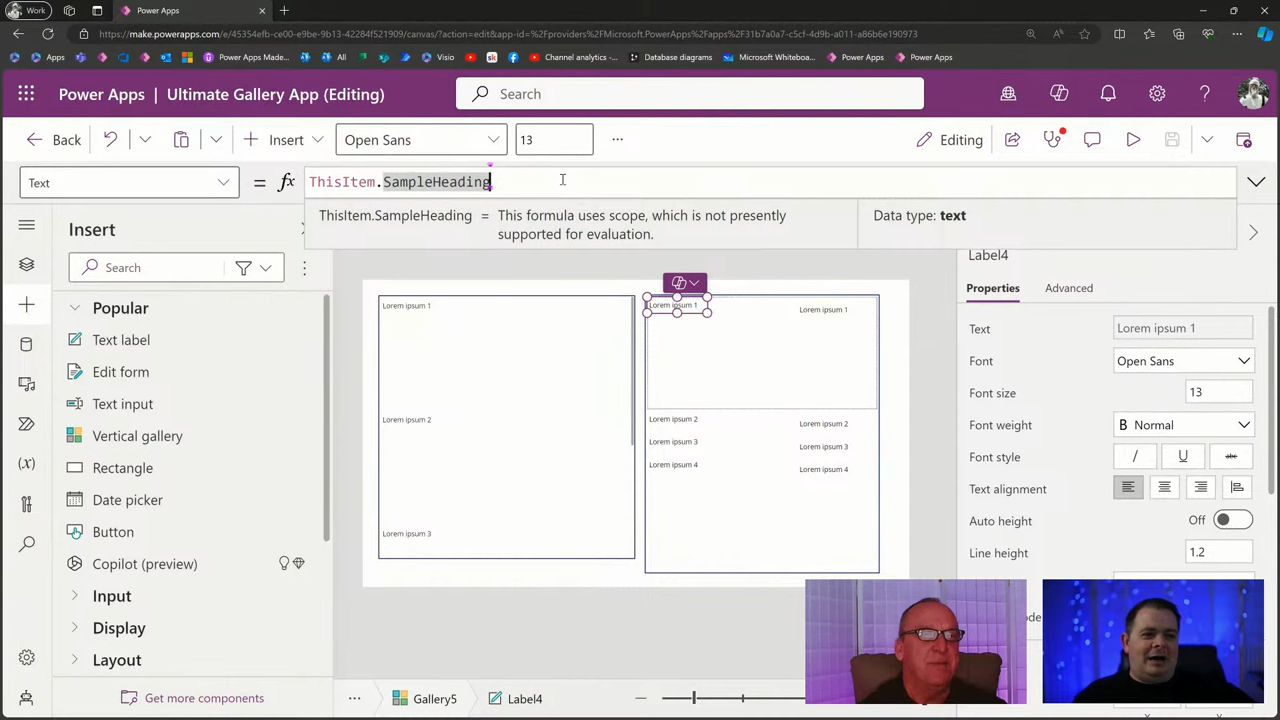 Work
Power Apps
https://make.powerapps.com/e/45354efb-ce00-e50e-9b13-42284f521909/canvas/?action=edit&app-id=%2Fproviders%2FMicrosoft.PowerApps%2Fapps%2F31b7a0a7-c5cf-4d9b-a011-a86b6e190973
Apps
Power Apps Made...
All
Visio
Channel analytics -...
Database diagrams
Microsoft Whiteboa...
Power Apps
Power Apps
Power Apps | Ultimate Gallery App (Editing)
Search
Back
Insert
Open Sans
13
Editing
Text
= fx
ThisItem.SampleHeading
ThisItem.SampleHeading = This formula uses scope, which is not presently
supported for evaluation.
Data type: text
Insert
Search
Popular
Text label
Edit form
Text input
Vertical gallery
Rectangle
Date picker
Button
Copilot (preview)
Input
Display
Layout
Get more components
Lorem ipsum 1
Lorem ipsum 2
Lorem ipsum 3
Lorem ipsum 1
Lorem ipsum 1
Lorem ipsum 2
Lorem ipsum 2
Lorem ipsum 3
Lorem ipsum 3
Lorem ipsum 4
Lorem ipsum 4
Gallery5
Label4
Label4
Properties
Advanced
Text
Lorem ipsum 1
Font
Open Sans
Font size
13
Font weight
B Normal
Font style
/ U abc
Text alignment
Auto height
Off
Line height
1.2